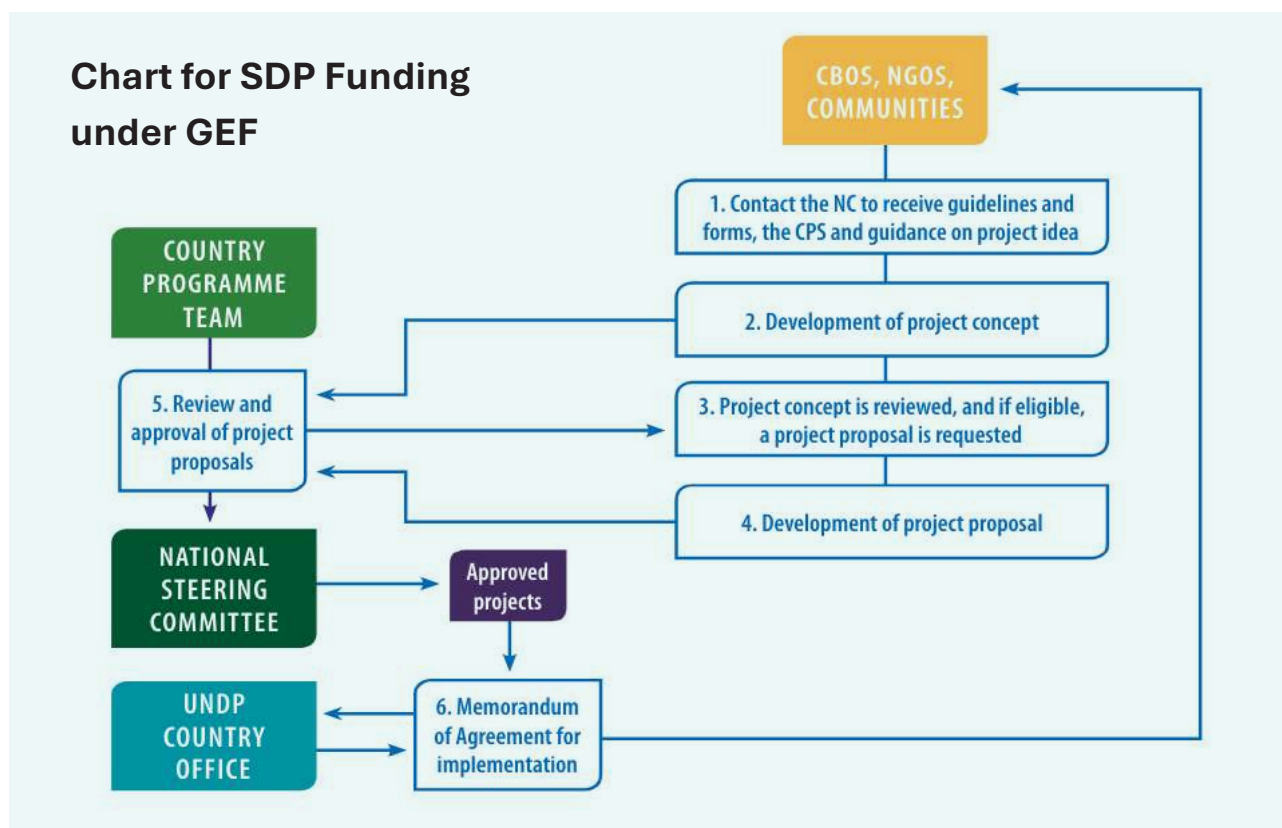 Chart for SDP Funding
under GEF
CBOS, NGOS,
COMMUNITIES
1. Contact the NC to receive guidelines and
forms, the CPS and guidance on project idea
COUNTRY
PROGRAMME
TEAM
2. Development of project concept
5. Review and
approval of project
proposals
3. Project concept is reviewed, and if eligible,
a project proposal is requested
4. Development of project proposal
NATIONAL
STEERING
COMMITTEE
Approved
projects
UNDP
COUNTRY
OFFICE
6. Memorandum
of Agreement for
implementation